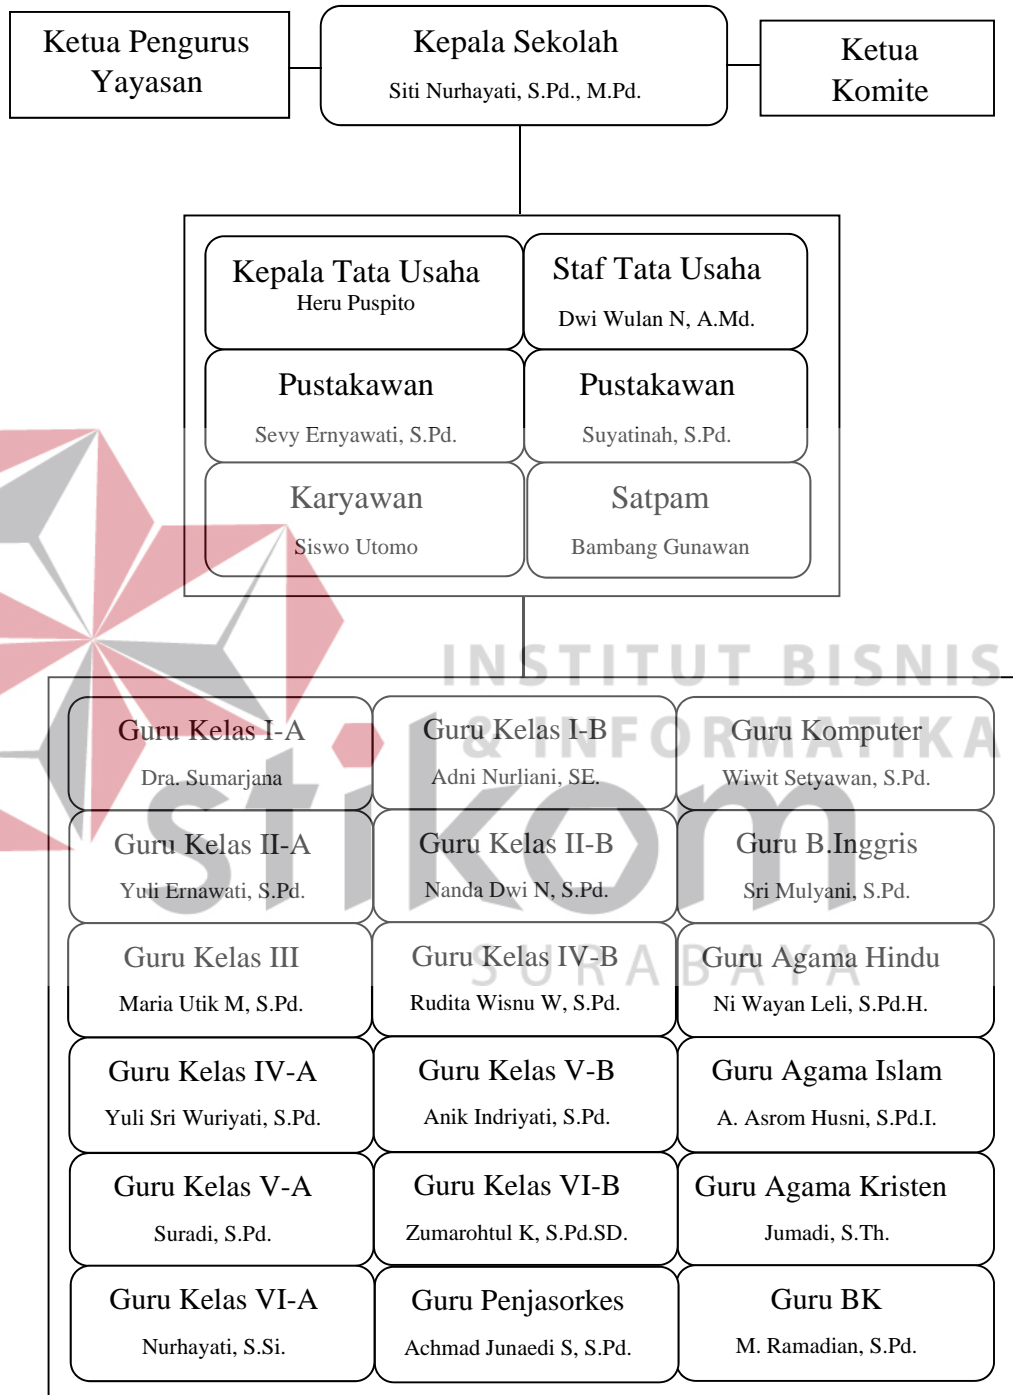 Ketua Pengurus
Yayasan
Kepala Sekolah
Siti Nurhayati, S.Pd., M.Pd.
Ketua
Komite
Kepala Tata Usaha
Heru Puspito
Staf Tata Usaha
Dwi Wulan N, A.Md.
Pustakawan
Sevy Ernyawati, S.Pd.
Pustakawan
Suyatinah, S.Pd.
Karyawan
Siswo Utomo
Satpam
Bambang Gunawan
INSTITUT BISNIS
& INFORMATIKA
stikom
SURABAYA
Guru Kelas I-A
Dra. Sumarjana
Guru Kelas I-B
Adni Nurliani, SE.
Guru Komputer
Wiwit Setyawan, S.Pd.
Guru Kelas II-A
Yuli Ernawati, S.Pd.
Guru Kelas II-B
Nanda Dwi N, S.Pd.
Guru B.Inggris
Sri Mulyani, S.Pd.
Guru Kelas III
Maria Utik M, S.Pd.
Guru Kelas IV-B
Rudita Wisnu W, S.Pd.
Guru Agama Hindu
Ni Wayan Leli, S.Pd.H.
Guru Kelas IV-A
Yuli Sri Wuriyati, S.Pd.
Guru Kelas V-B
Anik Indriyati, S.Pd.
Guru Agama Islam
A. Asrom Husni, S.Pd.I.
Guru Kelas V-A
Suradi, S.Pd.
Guru Kelas VI-B
Zumarohtul K, S.Pd.SD.
Guru Agama Kristen
Jumadi, S.Th.
Guru Kelas VI-A
Nurhayati, S.Si.
Guru Penjasorkes
Achmad Junaedi S, S.Pd.
Guru BK
M. Ramadian, S.Pd.